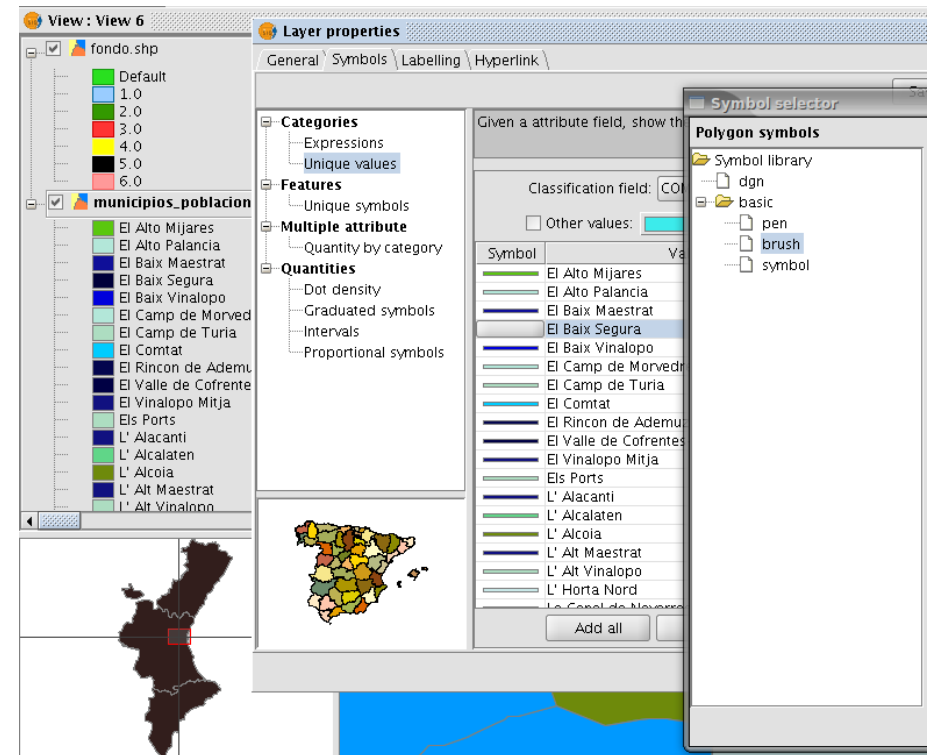 View : View 6
fondo.shp
Default
1.0
2.0
3.0
4.0
5.0
6.0
municipios_poblacion
El Alto Mijares
El Alto Palancia
El Baix Maestrat
El Baix Segura
El Baix Vinalopo
El Camp de Morved
El Camp de Turia
El Comtat
El Rincon de Ademu
El Valle de Cofrente
El Vinalopo Mitja
Els Ports
L' Alacanti
L' Alcalaten
L' Alcoia
L' Alt Maestrat
L' Alt Vinalopo
Layer properties
General Symbols Labelling Hyperlink
Categories
Expressions
Unique values
Features
Unique symbols
Multiple attribute
Quantity by category
Quantities
Dot density
Graduated symbols
Intervals
Proportional symbols
Given a attribute field, show th
Classification field: CO
Other values:
Symbol Va
El Alto Mijares
El Alto Palancia
El Baix Maestrat
El Baix Segura
El Baix Vinalopo
El Camp de Morvedr
El Camp de Turia
El Comtat
El Rincon de Ademu
El Valle de Cofrentes
El Vinalopo Mitja
Els Ports
L' Alacanti
L' Alcalaten
L' Alcoia
L' Alt Maestrat
L' Alt Vinalopo
L' Horta Nord
Add all
Symbol selector
Polygon symbols
Symbol library
dgn
basic
pen
brush
symbol